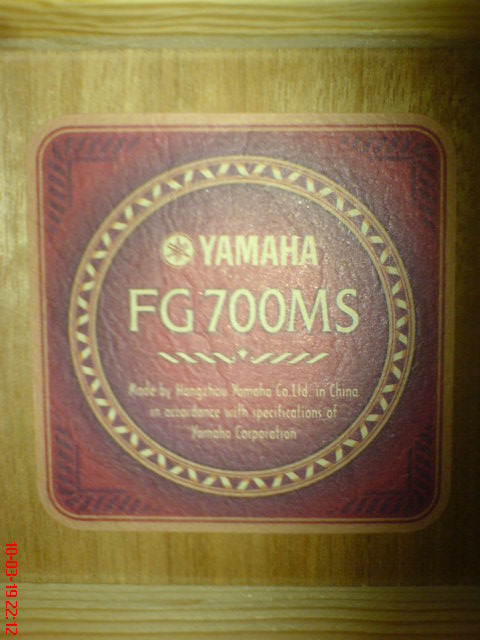 YAMAHA
FG700MS
Made by Hangzhou Yamaha Co.Ltd. in China
in accordance with specifications of
Yamaha Corporation
10-03-19 22:12